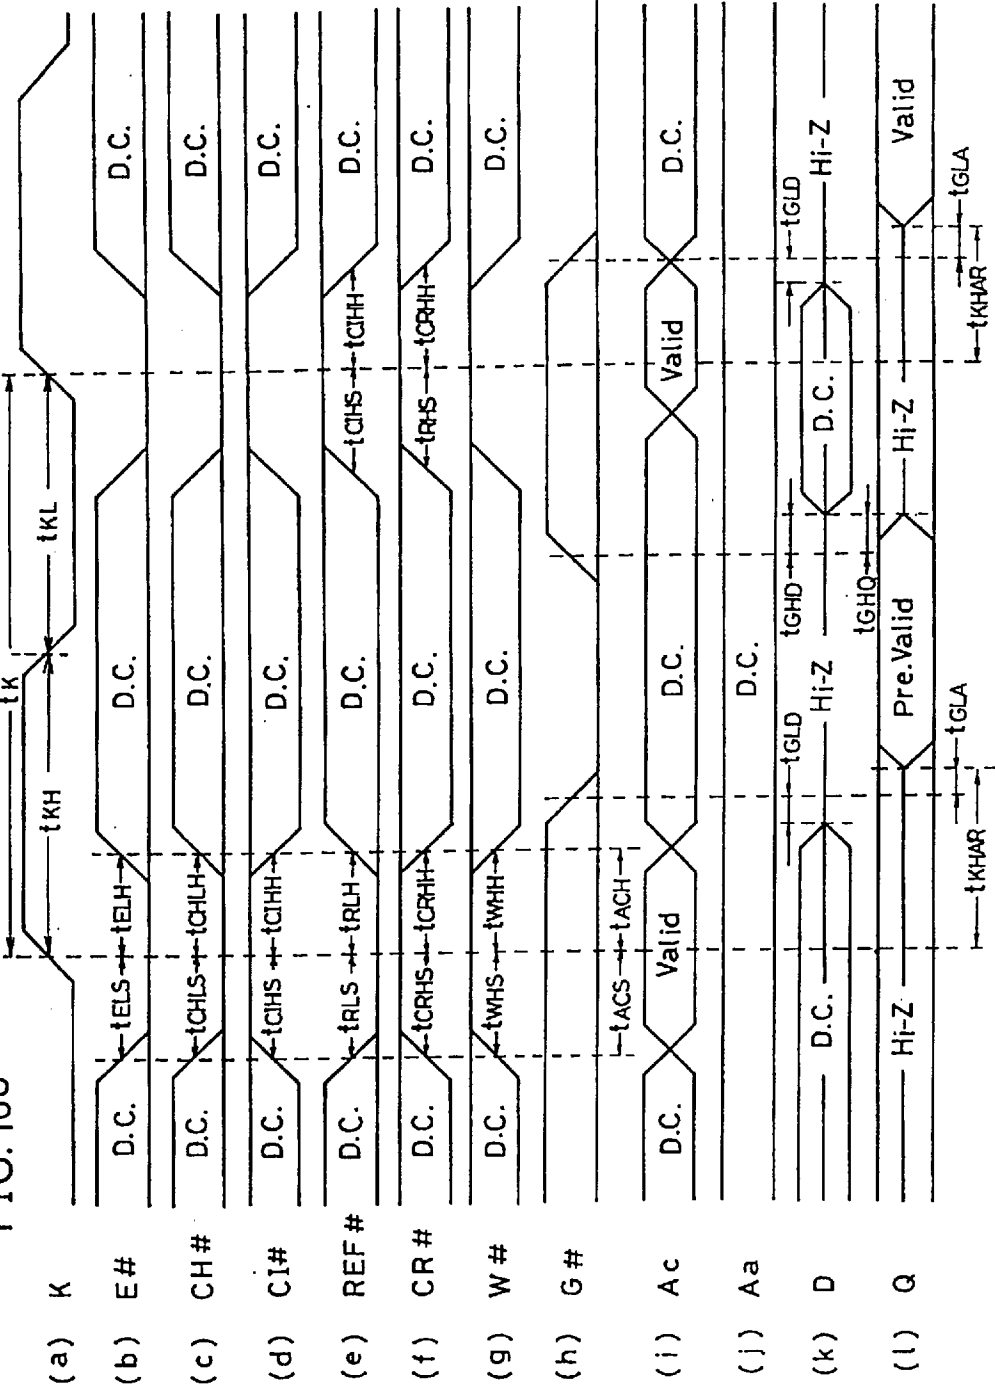 tK
tKH tKL
(a) K
(b) E# D.C. tELS tELH D.C. D.C.
(c) CH# D.C. tCHLS tCHLH D.C. D.C.
(d) CI# D.C. tCIHS tCIHH D.C. D.C.
(e) REF# D.C. tRLS tRLH D.C. tCIHS tCIHH D.C.
(f) CR# D.C. tCRHS tCRHH D.C. tRHS tCRHH D.C.
(g) W# D.C. tWHS tWHH D.C. D.C.
(h) G#
tACS tACH
(i) Ac D.C. Valid D.C. Valid D.C.
(j) Aa D.C.
tGLD tGHD tGLD
(k) D D.C. Hi-Z D.C. Hi-Z
tGHQ
(l) Q Hi-Z Pre.Valid Hi-Z Valid
tGLA tGLA
tKHAR tKHAR